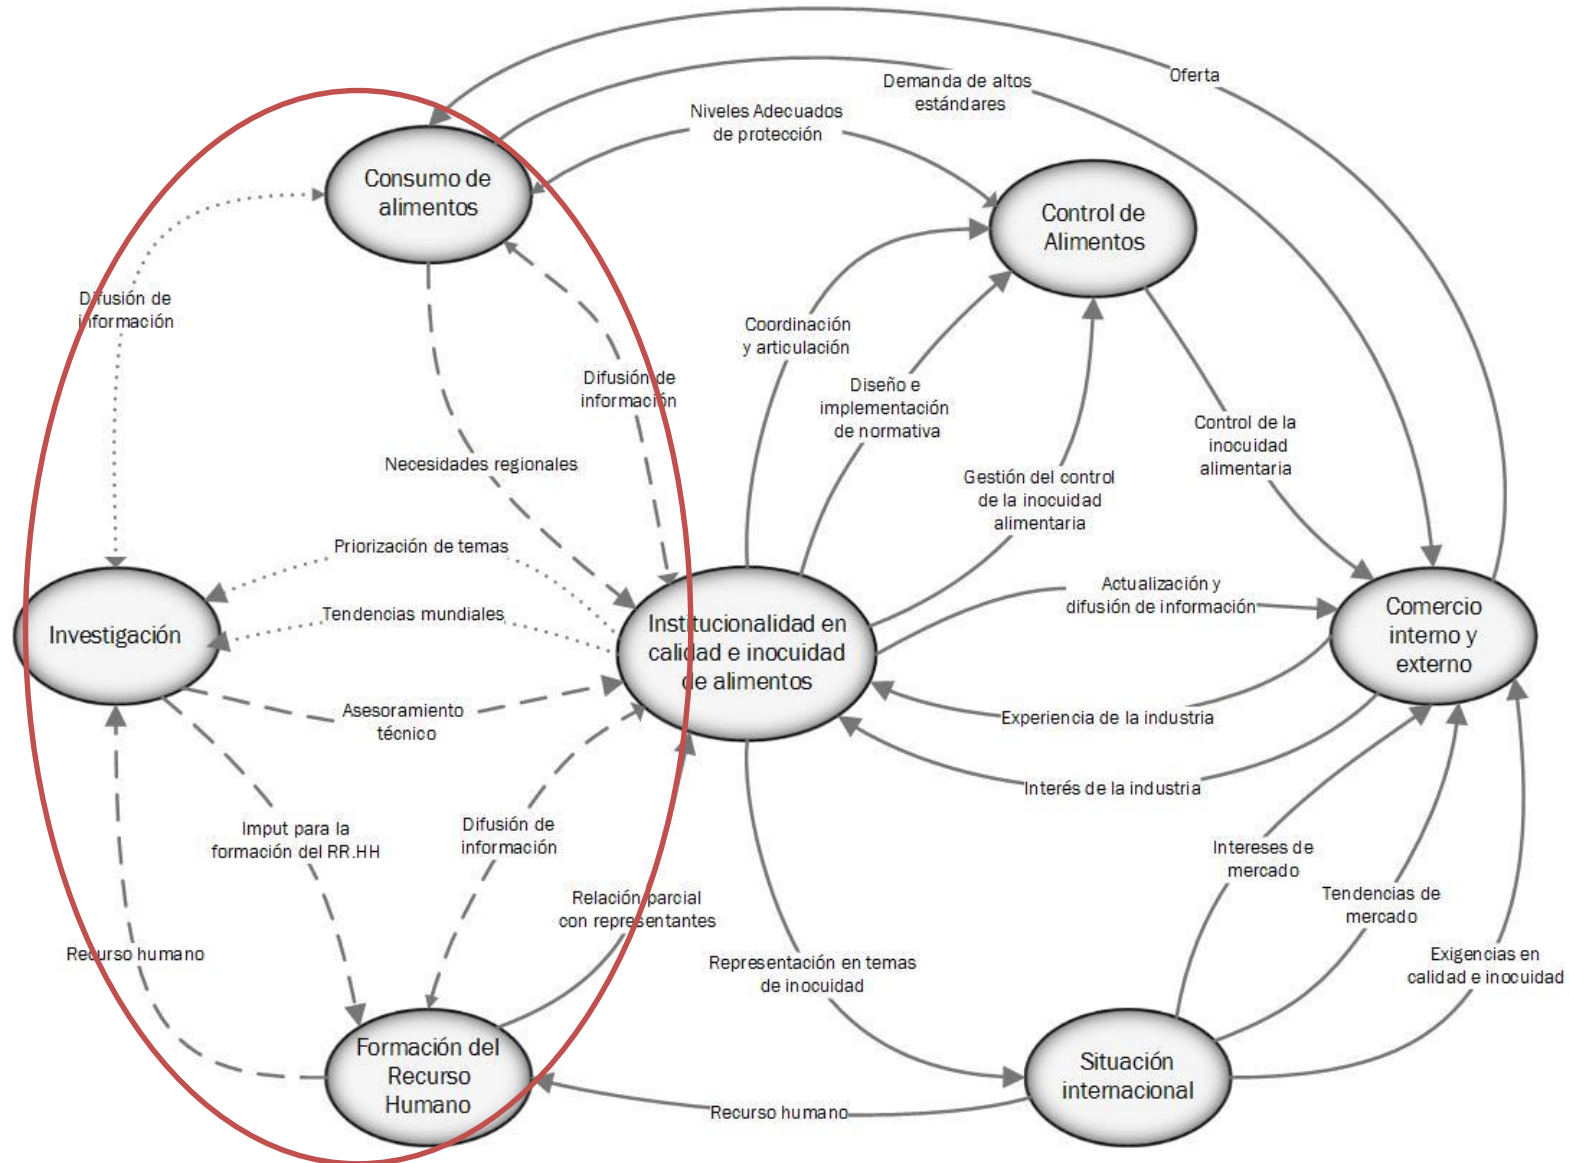 Oferta
Demanda de altos
estándares
Niveles Adecuados
de protección
Consumo de
alimentos
Control de
Alimentos
Difusión de
información
Coordinación
y articulación
Difusión de
información
Diseño e
implementación
de normativa
Control de la
inocuidad
alimentaria
Necesidades regionales
Gestión del control
de la inocuidad
alimentaria
Priorización de temas
Tendencias mundiales
Actualización y
difusión de información
Investigación
Institucionalidad en
calidad e inocuidad
de alimentos
Comercio
interno y
externo
Asesoramiento
técnico
Experiencia de la industria
Interés de la industria
Imput para la
formación del RR.HH
Difusión de
información
Intereses de
mercado
Relación parcial
con representantes
Tendencias de
mercado
Recurso humano
Representación en temas
de inocuidad
Exigencias en
calidad e inocuidad
Formación del
Recurso
Humano
Situación
internacional
Recurso humano